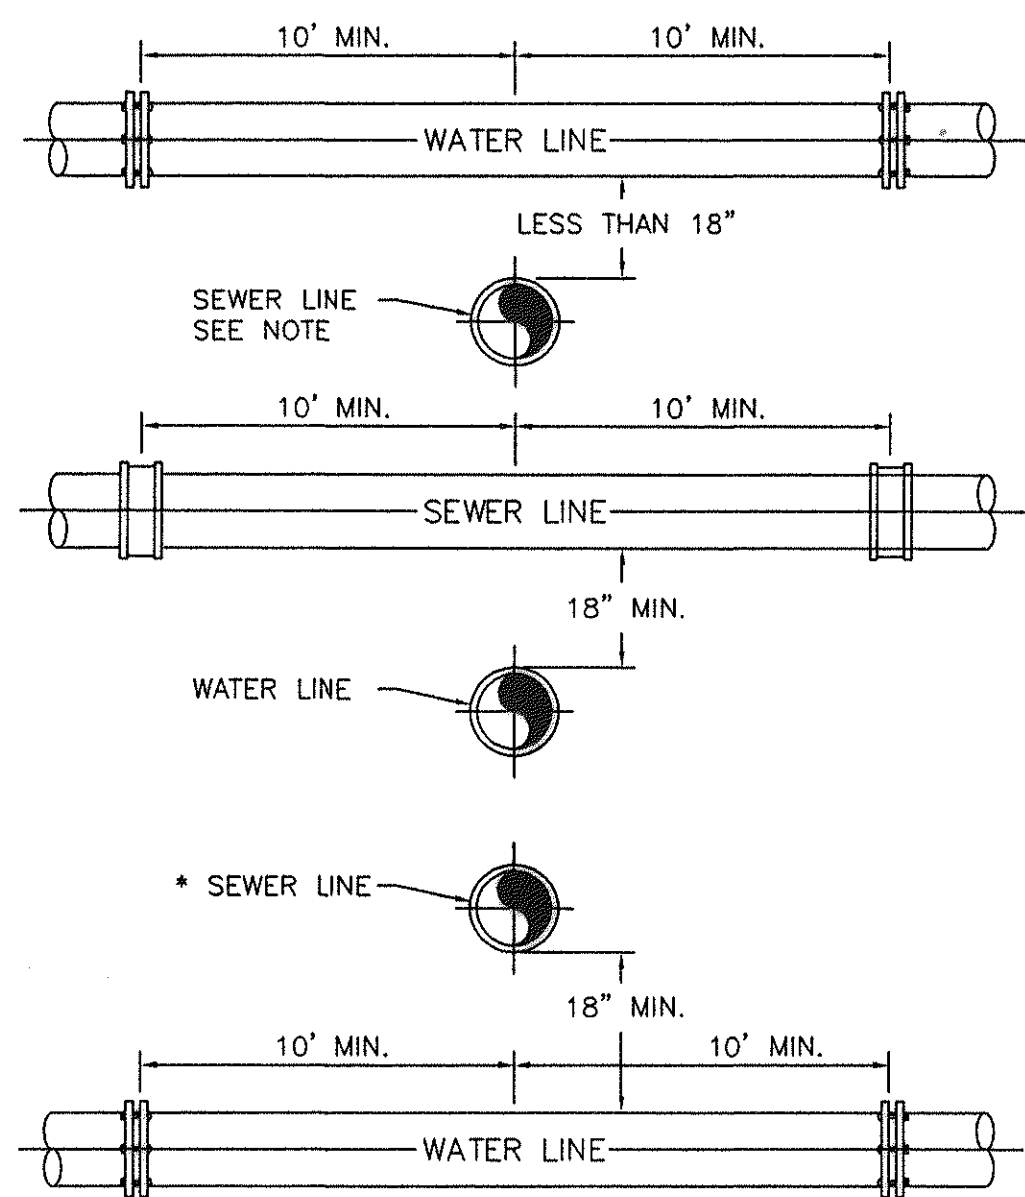 10' MIN. 10' MIN.
WATER LINE
LESS THAN 18"
SEWER LINE
SEE NOTE
10' MIN. 10' MIN.
SEWER LINE
18" MIN.
WATER LINE
* SEWER LINE
18" MIN.
10' MIN. 10' MIN.
WATER LINE